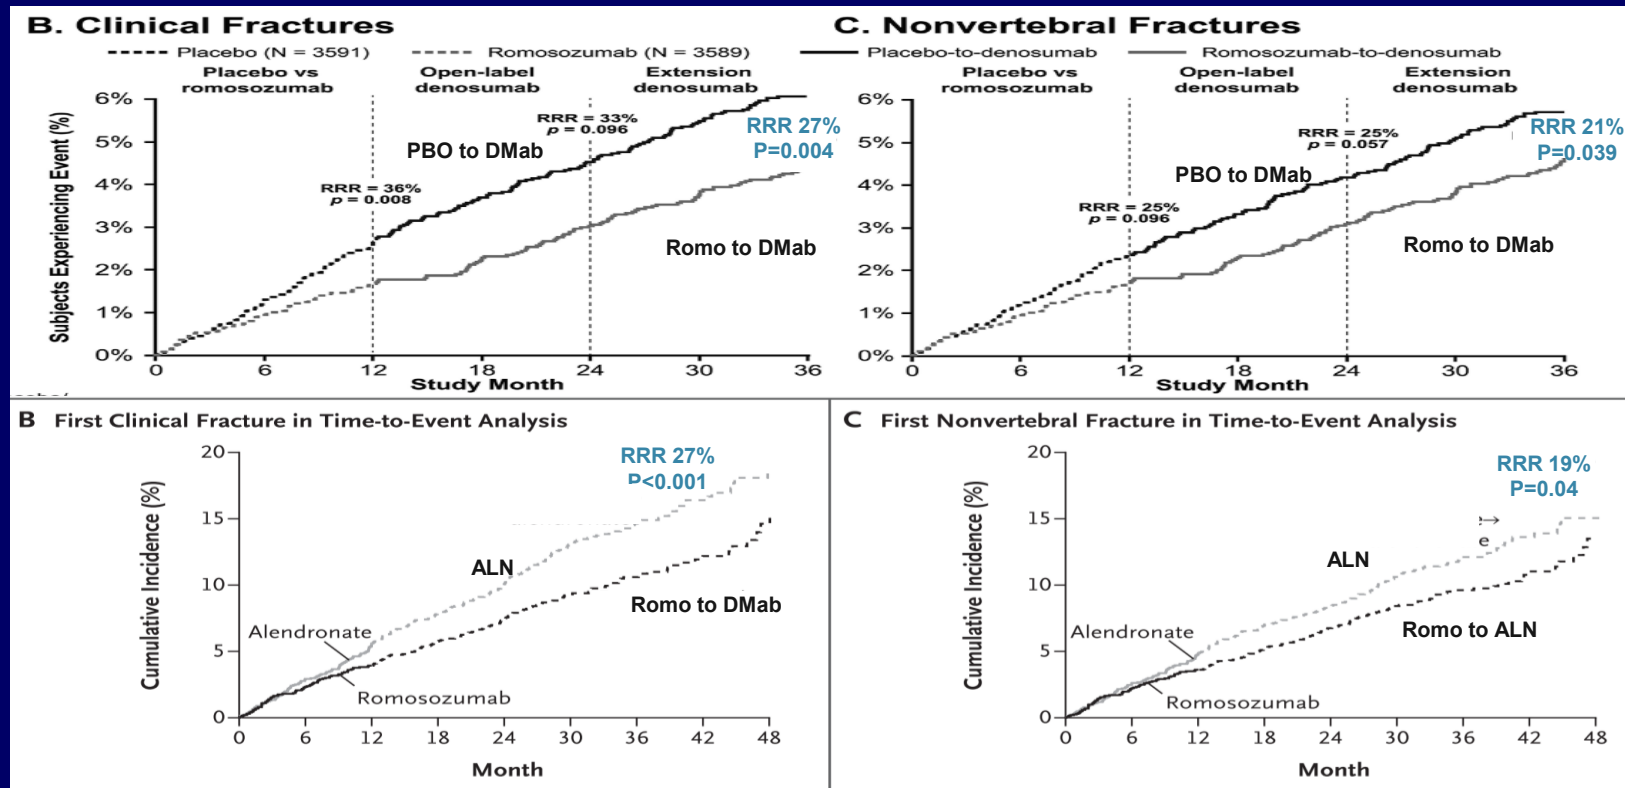 B. Clinical Fractures
C. Nonvertebral Fractures
Placebo (N = 3591) Romosozumab (N = 3589) Placebo-to-denosumab Romosozumab-to-denosumab
Placebo vs romosozumab
Open-label denosumab
Extension denosumab
Subjects Experiencing Event (%)
6%
5%
4%
3%
2%
1%
0%
RRR = 36%
p = 0.008
RRR = 33%
p = 0.096
RRR 27%
P=0.004
PBO to DMab
Romo to DMab
0 6 12 18 24 30 36
Study Month
Placebo vs romosozumab
Open-label denosumab
Extension denosumab
6%
5%
4%
3%
2%
1%
0%
RRR = 25%
p = 0.096
RRR = 25%
p = 0.057
RRR 21%
P=0.039
PBO to DMab
Romo to DMab
0 6 12 18 24 30 36
Study Month
B First Clinical Fracture in Time-to-Event Analysis
Cumulative Incidence (%)
20
15
10
5
0
RRR 27%
P<0.001
ALN
Romo to DMab
Alendronate
Romosozumab
0 6 12 18 24 30 36 42 48
Month
C First Nonvertebral Fracture in Time-to-Event Analysis
Cumulative Incidence (%)
20
15
10
5
0
RRR 19%
P=0.04
e
ALN
Romo to ALN
Alendronate
Romosozumab
0 6 12 18 24 30 36 42 48
Month